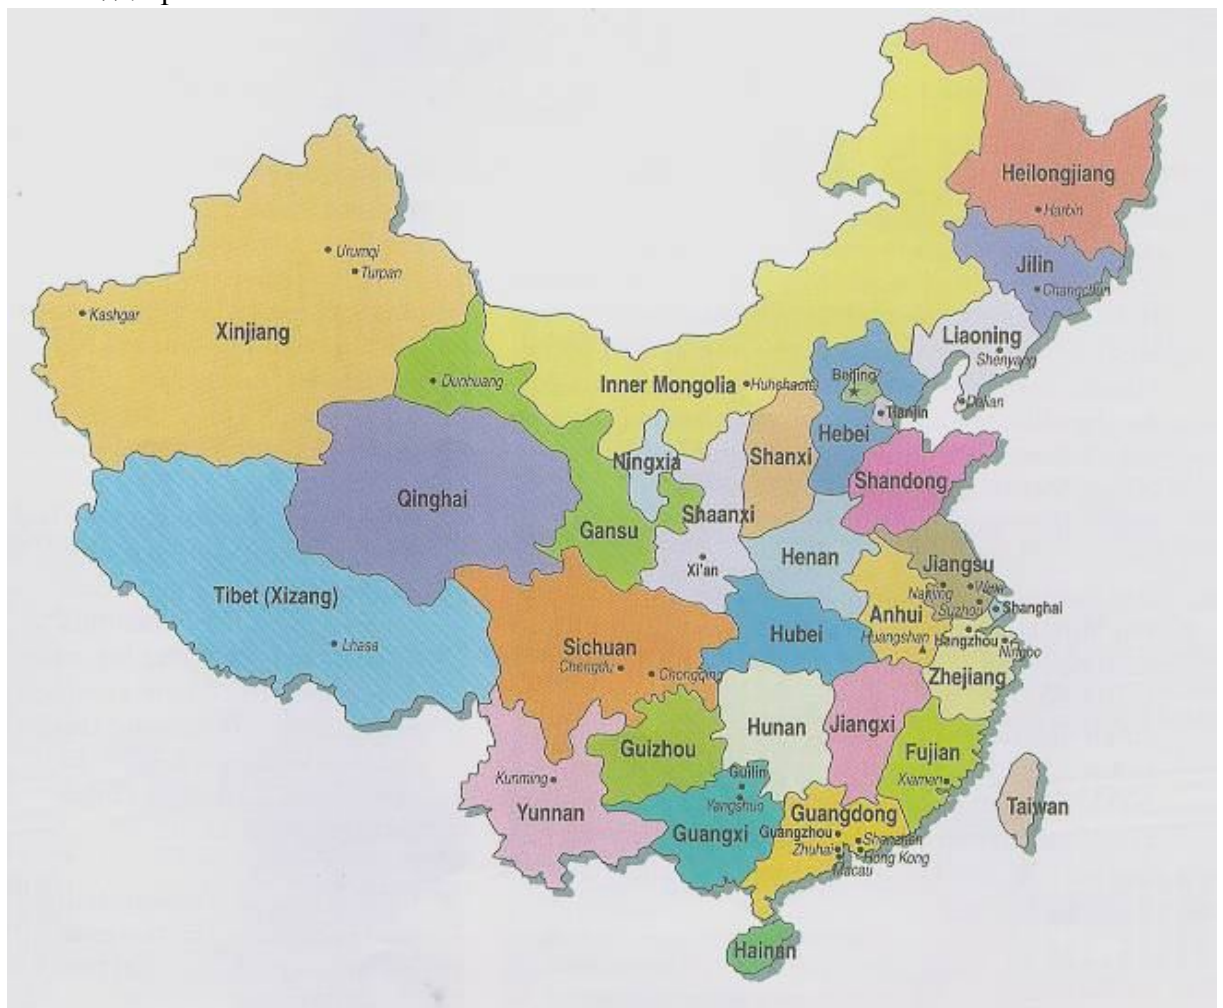 Heilongjiang
Harbin
Jilin
Changchun
Urumqi
Turpan
Kashgar
Xinjiang
Liaoning
Shenyang
Dunhuang
Inner Mongolia
Huhehaote
Beijing
Dalian
Tianjin
Hebei
Ningxia
Shanxi
Shandong
Qinghai
Gansu
Shaanxi
Xi'an
Henan
Jiangsu
Nanjing
Wuxi
Suzhou
Shanghai
Tibet (Xizang)
Lhasa
Anhui
Huangshan
Hangzhou
Ningbo
Hubei
Sichuan
Chengdu
Chongqing
Zhejiang
Hunan
Jiangxi
Guizhou
Fujian
Xiamen
Kunming
Yunnan
Guilin
Yangshuo
Guangxi
Guangdong
Guangzhou
Shenzhen
Zhuhai
Hong Kong
Macau
Taiwan
Hainan